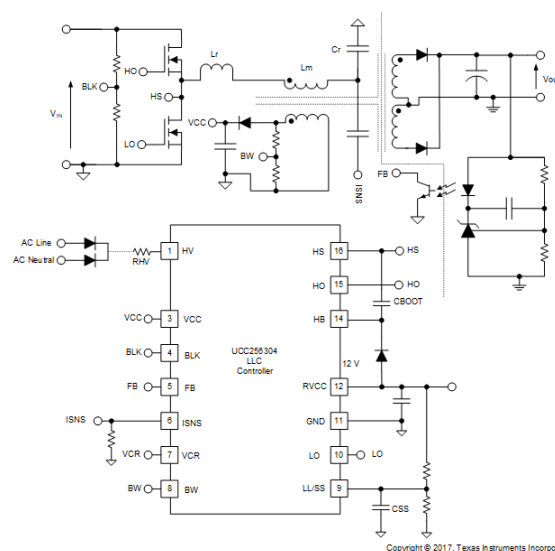 Lr
Cr
Lm
HO
BLK
HS
VIN
VCC
Vou
LO
BW
ISNS
FB
AC Line
AC Neutral
RHV
1
HV
HS
16
HS
HO
15
HO
CBOOT
VCC
3
VCC
HB
14
BLK
4
BLK
UCC256304
LLC
Controller
12 V
FB
5
FB
RVCC
12
ISNS
6
ISNS
GND
11
VCR
7
VCR
LO
10
LO
BW
8
BW
LL/SS
9
CSS
Copyright © 2017, Texas Instruments Incorpor